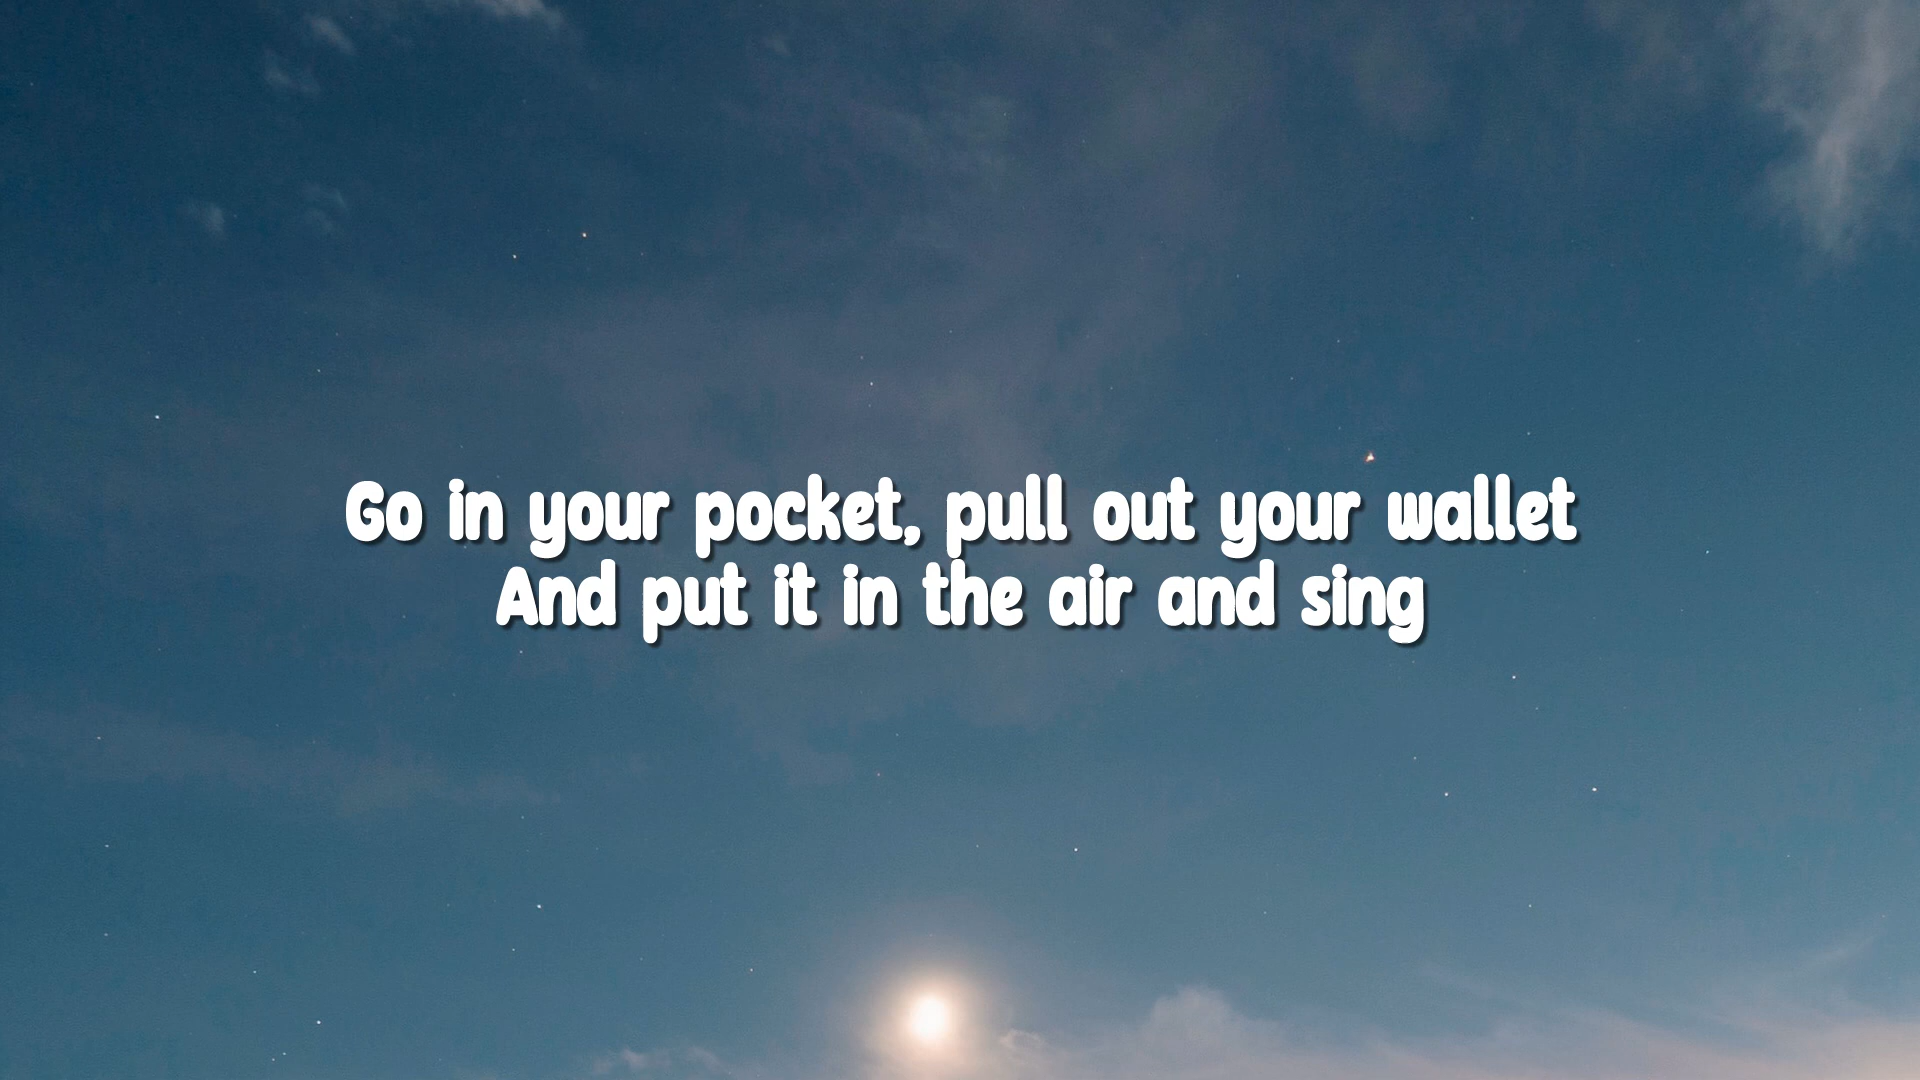 Go in your pocket, pull out your wallet
And put it in the air and sing